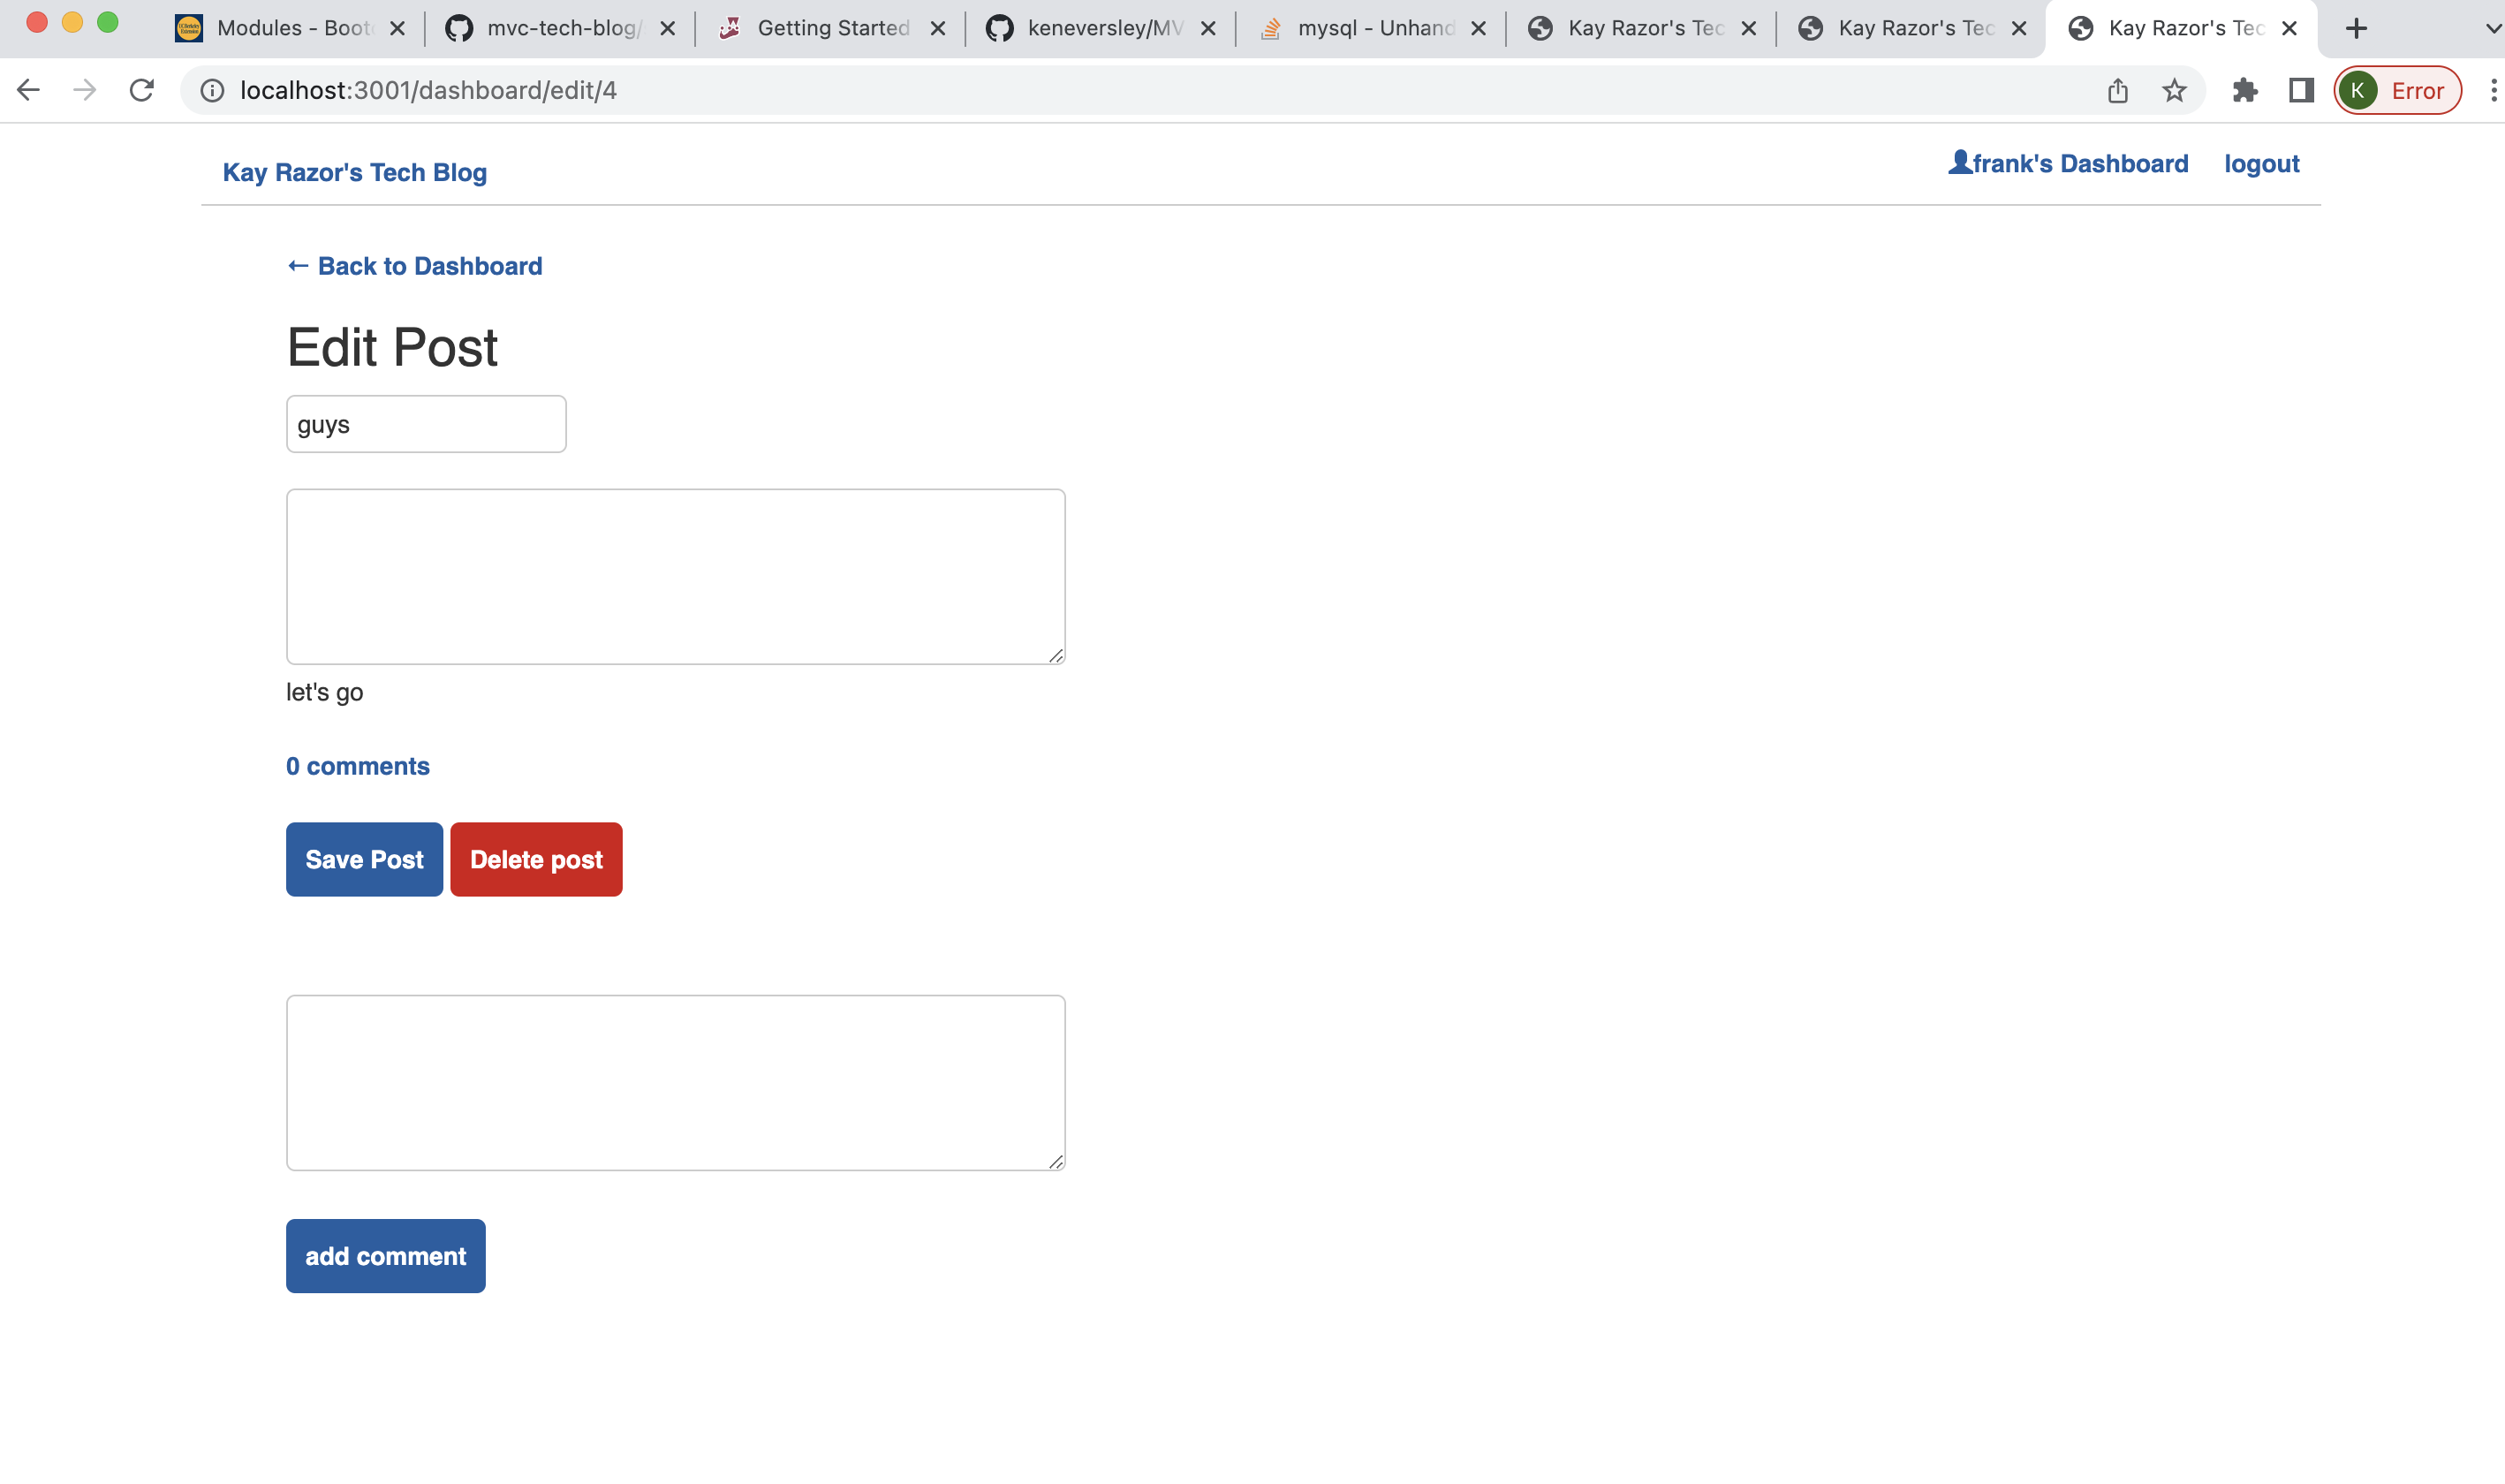 Modules - Boot
mvc-tech-blog/
Getting Started
keneversley/MV
mysql - Unhand
Kay Razor's Tec
Kay Razor's Tec
Kay Razor's Tec
localhost:3001/dashboard/edit/4
K Error
Kay Razor's Tech Blog
frank's Dashboard
logout
← Back to Dashboard
Edit Post
guys
let's go
0 comments
Save Post
Delete post
add comment